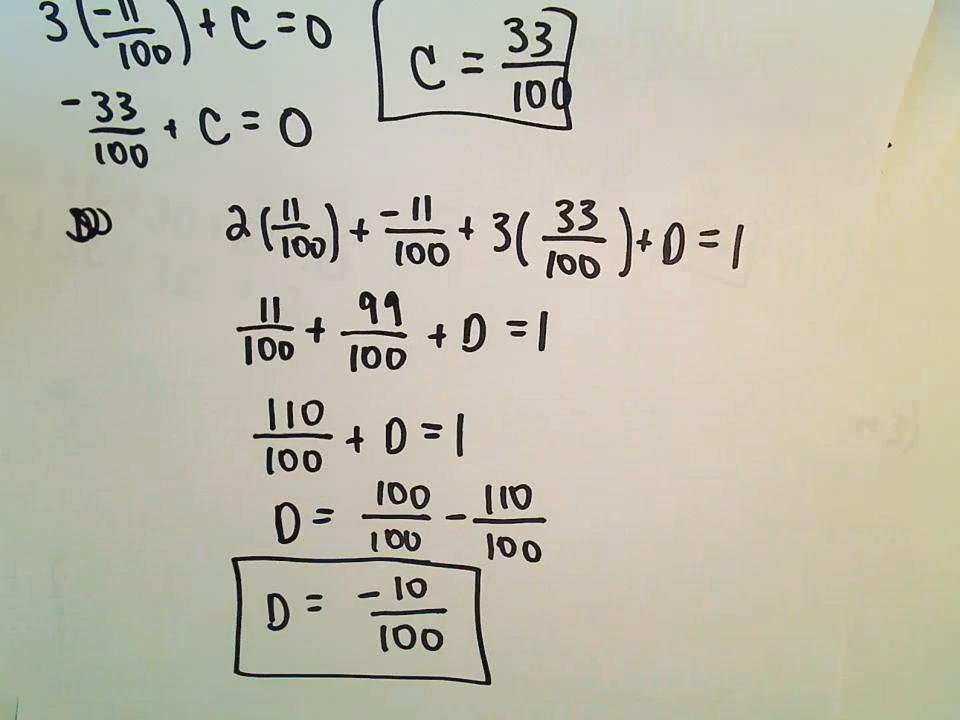 3(-11/100) + C = 0
C = 33/100
-33/100 + C = 0
2(11/100) + -11/100 + 3(33/100) + D = 1
11/100 + 99/100 + D = 1
110/100 + D = 1
D = 100/100 - 110/100
D = -10/100